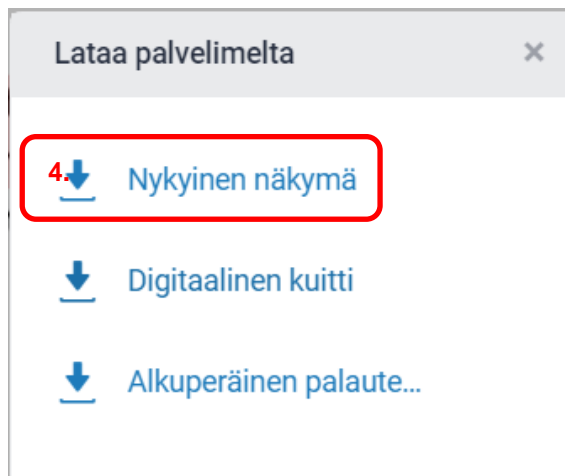 Lataa palvelimelta ×
4. Nykyinen näkymä
Digitaalinen kuitti
Alkuperäinen palaute...